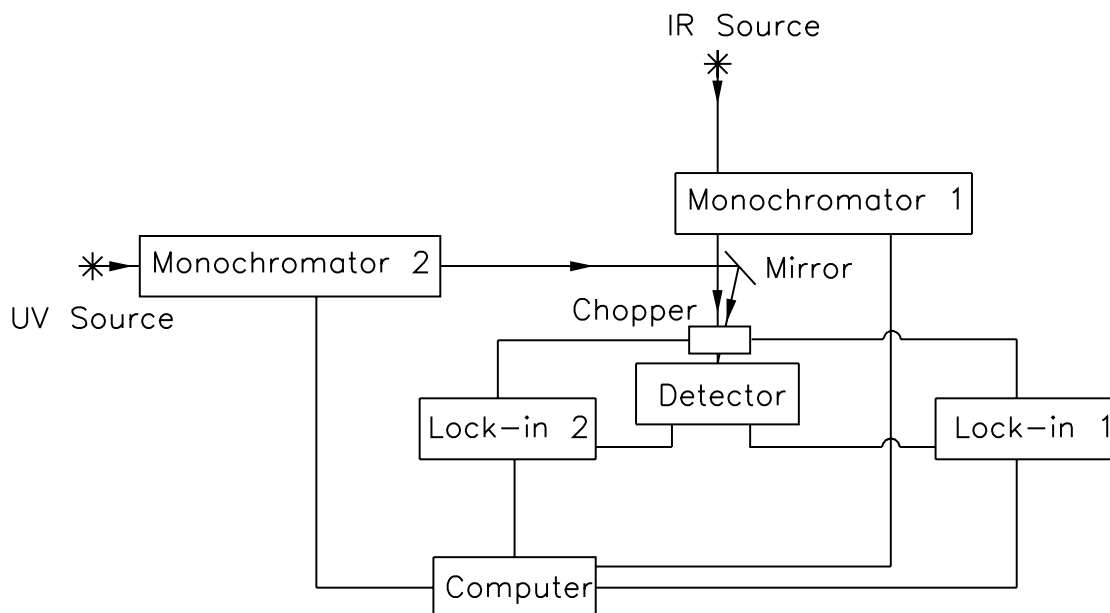 IR Source
Monochromator 1
Monochromator 2
Mirror
UV Source
Chopper
Detector
Lock-in 2
Lock-in 1
Computer